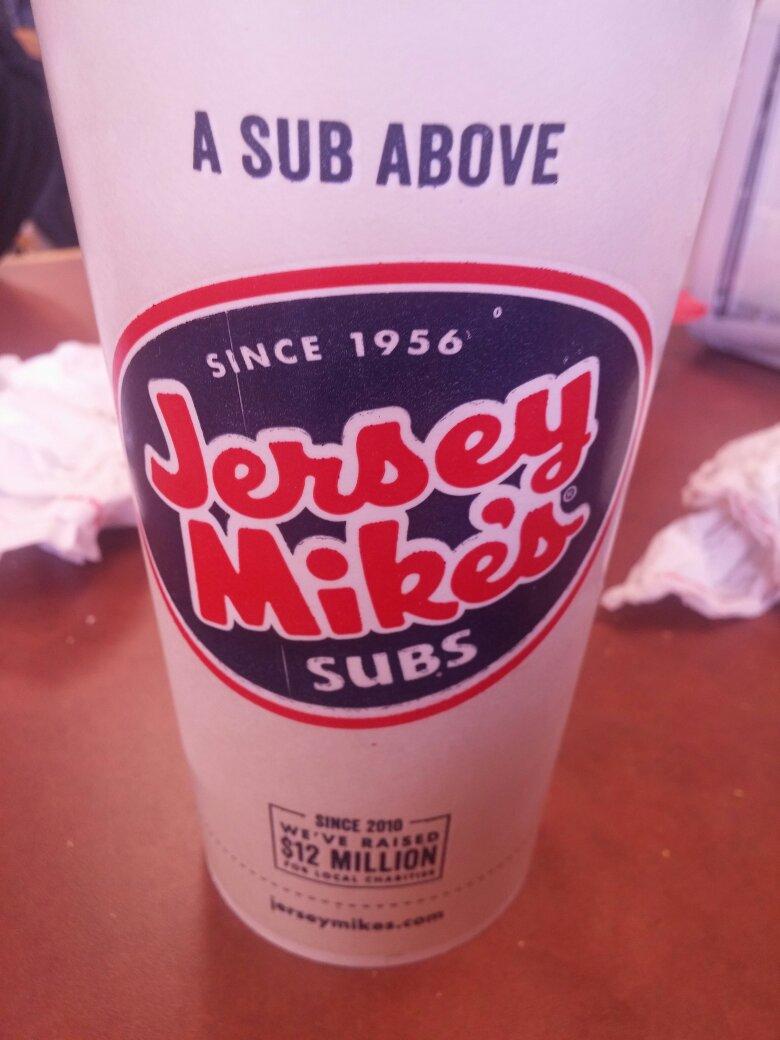 A SUB ABOVE
SINCE 1956
Jersey
Mike's®
SUBS
SINCE 2010
WE'VE RAISED
$12 MILLION
FOR LOCAL CHARITIES
jerseymikes.com